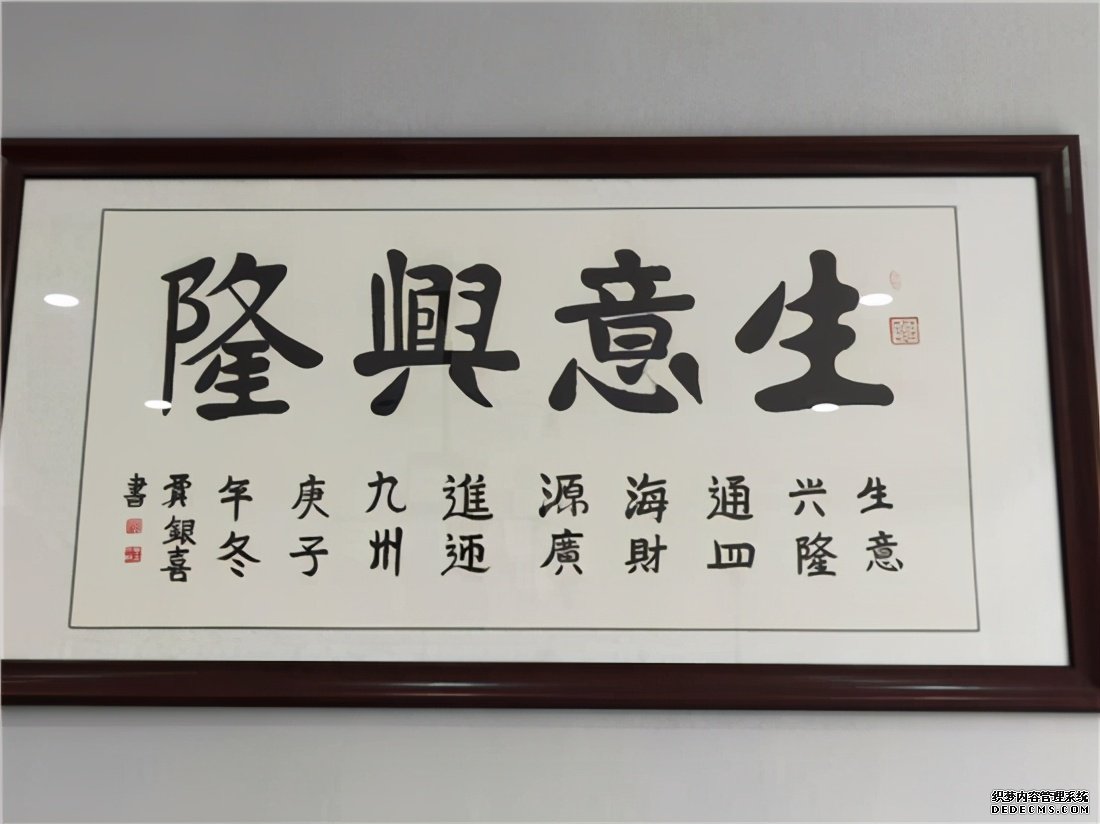 生意興隆
生意
兴隆
通四
海財
源廣
進迎
九州
庚子
年冬
賈銀喜
書
织梦内容管理系统
DEDECMS.COM